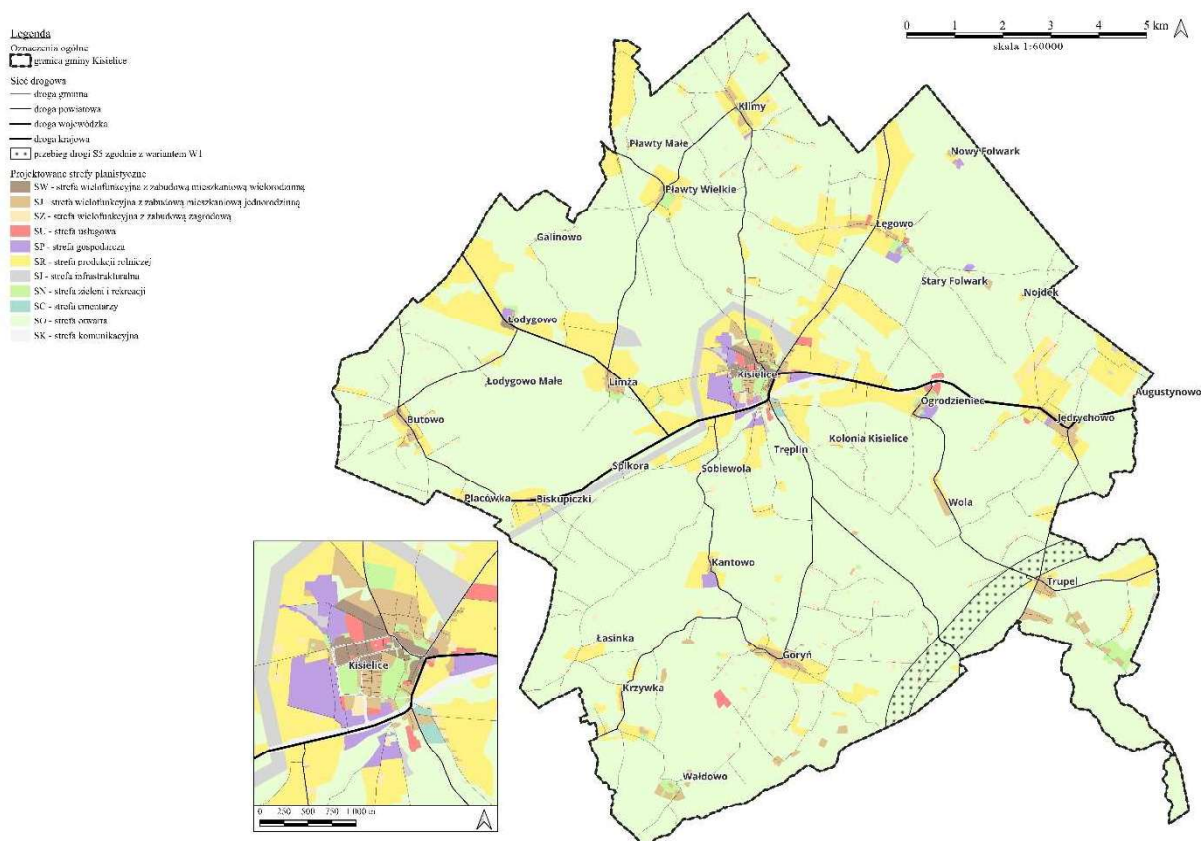 Legenda
Oznaczenia ogólne
granica gminy Kisielice
Sieć drogowa
droga gminna
droga powiatowa
droga wojewódzka
droga krajowa
przebieg drogi S5 zgodnie z wariantem W1
Projektowane strefy planistyczne
SW - strefa wielofunkcyjna z zabudową mieszkaniową wielorodzinną
SJ - strefa wielofunkcyjna z zabudową mieszkaniową jednorodzinną
SZ - strefa wielofunkcyjna z zabudową zagrodową
SU - strefa usługowa
SP - strefa gospodarcza
SR - strefa produkcji rolniczej
SI - strefa infrastrukturalna
SN - strefa zieleni i rekreacji
SC - strefa cmentarzy
SO - strefa otwarta
SK - strefa komunikacyjna
0 1 2 3 4 5 km
skala 1:60000
Klimy
Pławty Małe
Nowy Folwark
Pławty Wielkie
Łęgowo
Galinowo
Stary Folwark
Nojdek
Łodygowo
Kisielice
Łodygowo Małe
Limża
Augustynowo
Ogrodzieniec
Butowo
Jędrychowo
Kolonia Kisielice
Tręplin
Spikora
Sobiewola
Placówka
Biskupiczki
Wola
Kantowo
Trupel
Łasinka
Goryń
Krzywka
Wałdowo
Kisielice
0 250 500 750 1 000 m